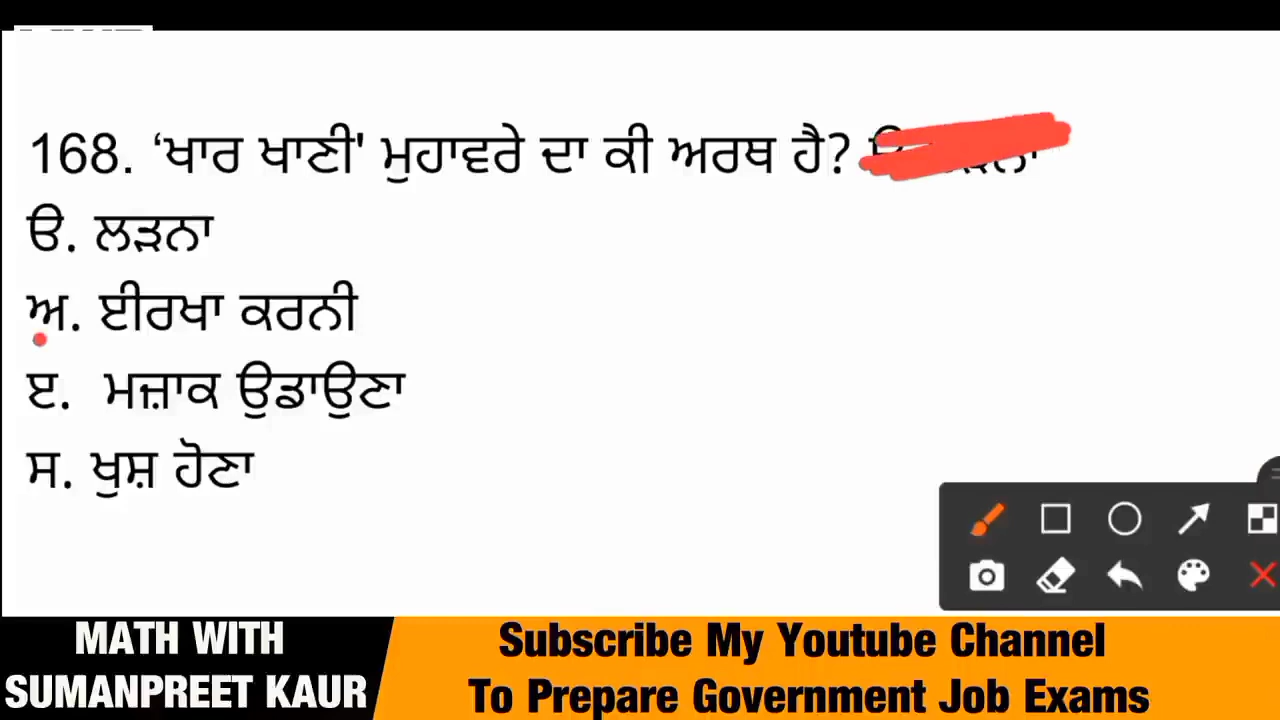 168. ‘ਖਾਰ ਖਾਣੀ' ਮੁਹਾਵਰੇ ਦਾ ਕੀ ਅਰਥ ਹੈ?
ੳ. ਲੜਨਾ
ਅ. ਈਰਖਾ ਕਰਨੀ
ੲ. ਮਜ਼ਾਕ ਉਡਾਉਣਾ
ਸ. ਖੁਸ਼ ਹੋਣਾ
MATH WITH
SUMANPREET KAUR
Subscribe My Youtube Channel
To Prepare Government Job Exams